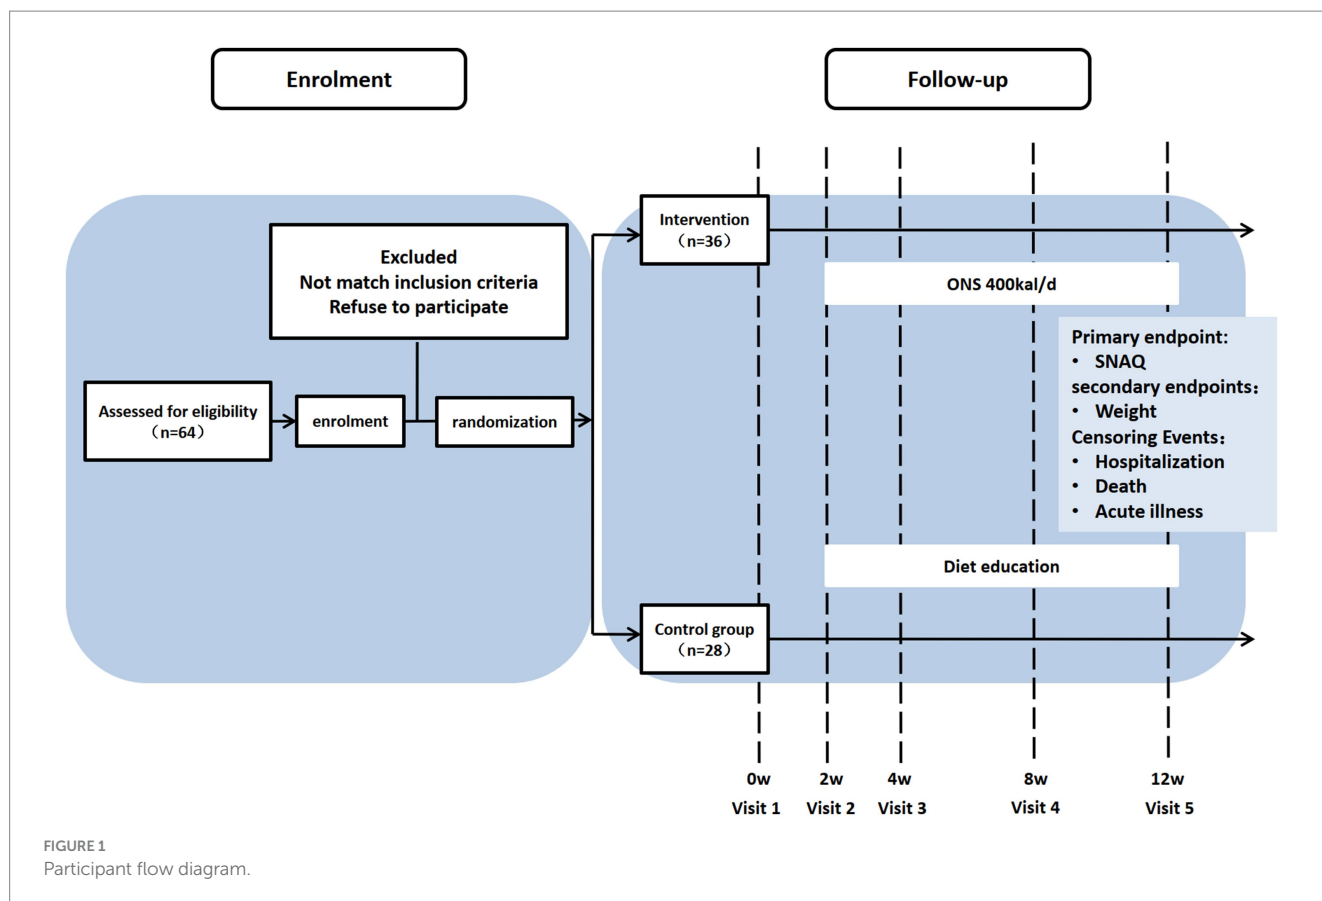 Enrolment
Follow-up
Excluded
Not match inclusion criteria
Refuse to participate
Assessed for eligibility
（n=64）
enrolment
randomization
Intervention
（n=36）
ONS 400kal/d
Primary endpoint:
• SNAQ
secondary endpoints：
• Weight
Censoring Events：
• Hospitalization
• Death
• Acute illness
Diet education
Control group
（n=28）
0w
Visit 1
2w
Visit 2
4w
Visit 3
8w
Visit 4
12w
Visit 5
FIGURE 1
Participant flow diagram.